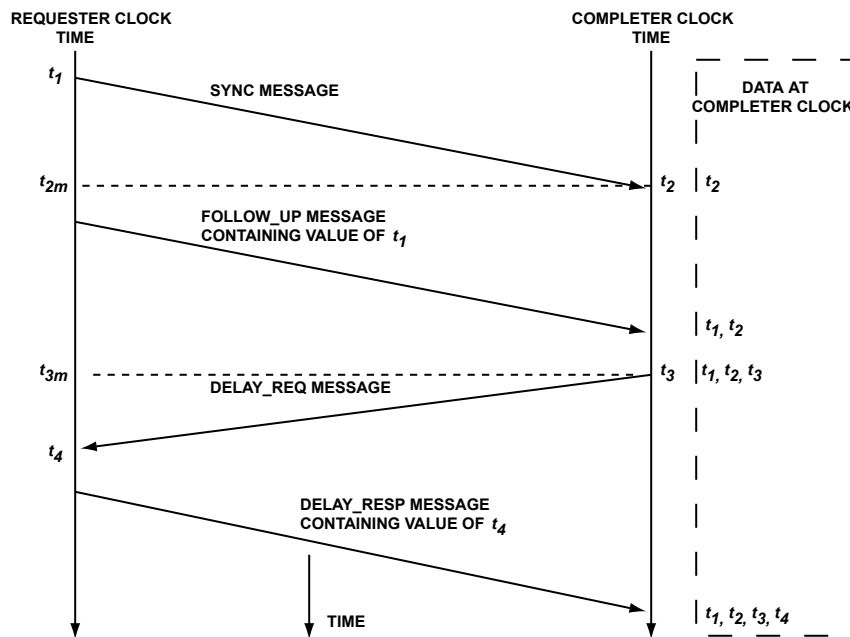 REQUESTER CLOCK
TIME
COMPLETER CLOCK
TIME
DATA AT
COMPLETER CLOCK
t1
SYNC MESSAGE
t2m
t2
t2
FOLLOW_UP MESSAGE
CONTAINING VALUE OF t1
t1, t2
t3m
t3
t1, t2, t3
DELAY_REQ MESSAGE
t4
DELAY_RESP MESSAGE
CONTAINING VALUE OF t4
TIME
t1, t2, t3, t4